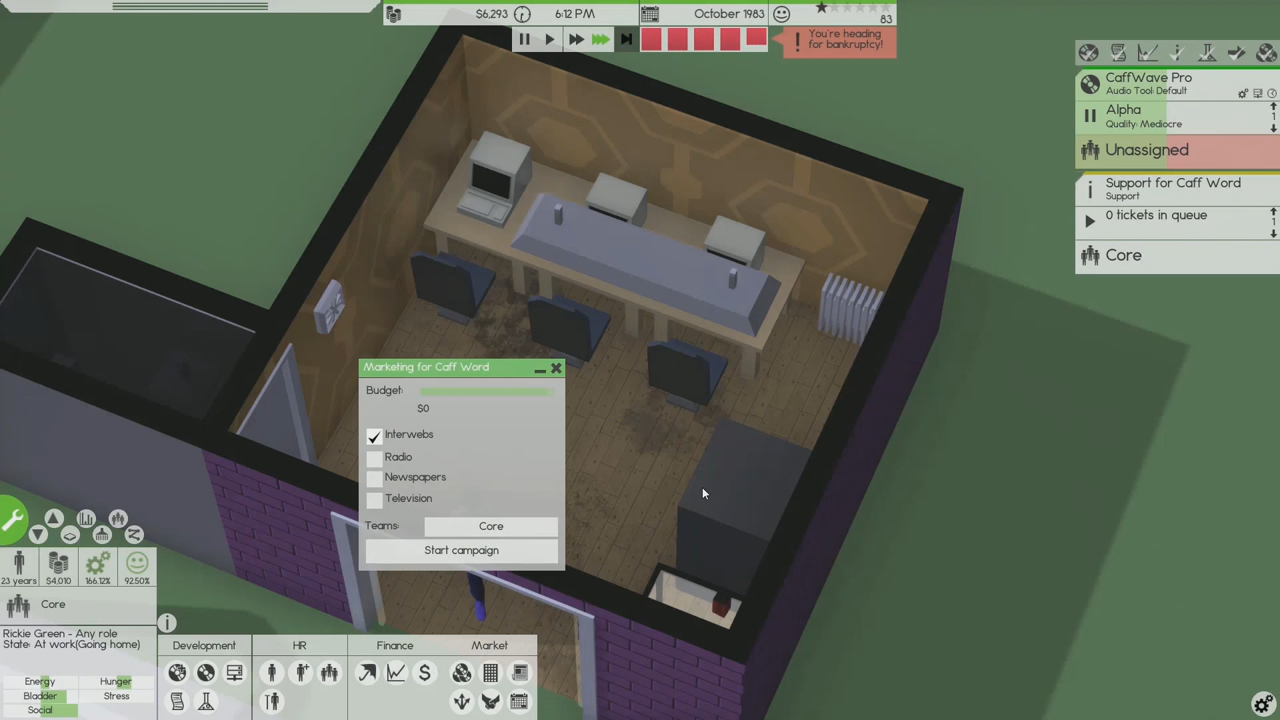 $6,293
6:12 PM
October 1983
83
You're heading
for bankruptcy!
CaffWave Pro
Audio Tool: Default
Alpha
Quality: Mediocre
1
Unassigned
Support for Caff Word
Support
0 tickets in queue
1
Core
Marketing for Caff Word
Budget:
$0
Interwebs
Radio
Newspapers
Television
Teams:
Core
Start campaign
23 years
$4,010
166.12%
92.50%
Core
Rickie Green - Any role
State: At work(Going home)
Energy
Hunger
Bladder
Stress
Social
Development
HR
Finance
Market